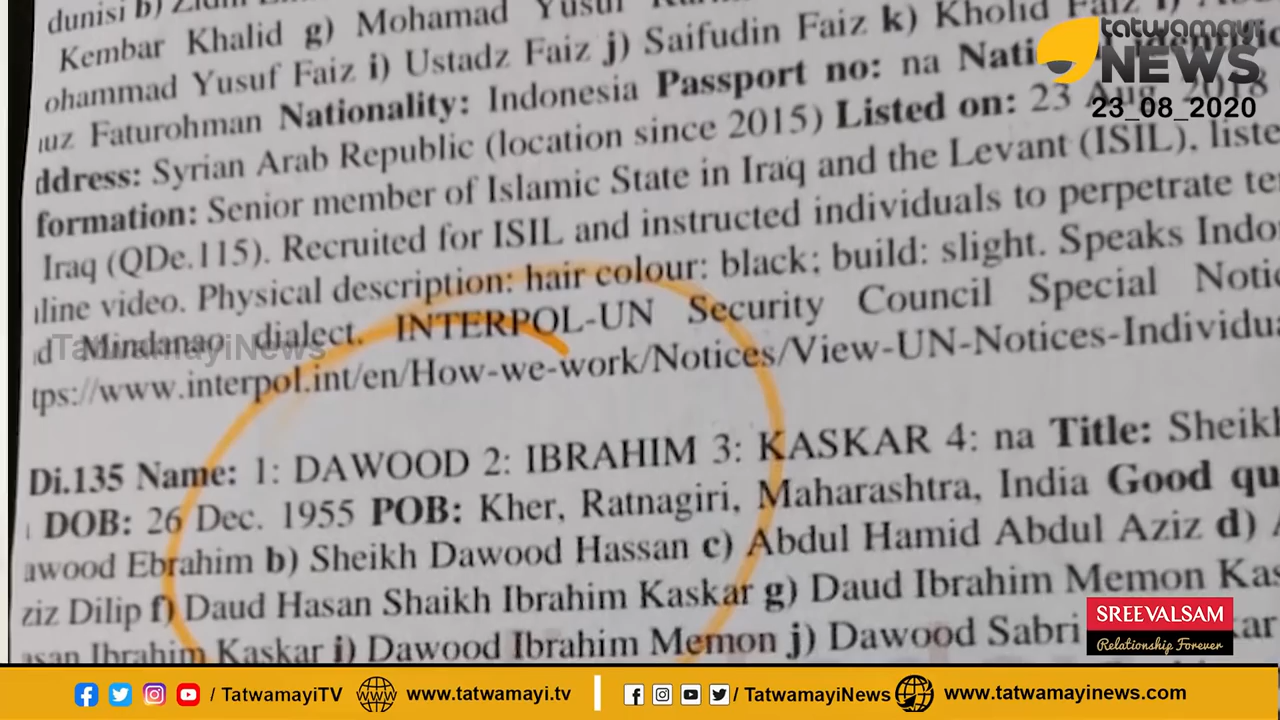 dunisi b)
Kembar Khalid g) Mohamad Yusuf
ohammad Yusuf Faiz i) Ustadz Faiz j) Saifudin Faiz k) Kholid Faiz
Faturohman Nationality: Indonesia Passport no: na
ddress: Syrian Arab Republic (location since 2015) Listed on: 23 Aug. 2018
formation: Senior member of Islamic State in Iraq and the Levant (ISIL), liste
Iraq (QDe.115). Recruited for ISIL and instructed individuals to perpetrate te
line video. Physical description: hair colour: black; build: slight. Speaks Indo
d Mindanao dialect. INTERPOL-UN Security Council Special Notic
tps://www.interpol.int/en/How-we-work/Notices/View-UN-Notices-Individua
Di.135 Name: 1: DAWOOD 2: IBRAHIM 3: KASKAR 4: na Title: Sheikh
DOB: 26 Dec. 1955 POB: Kher, Ratnagiri, Maharashtra, India Good qu
awood Ebrahim b) Sheikh Dawood Hassan c) Abdul Hamid Abdul Aziz d)
ziz Dilip f) Daud Hasan Shaikh Ibrahim Kaskar g) Daud Ibrahim Memon Kas
asan Ibrahim Kaskar i) Dawood Ibrahim Memon j) Dawood Sabri kar
tatwamayi
NEWS
23_08_2020
TatwamayiNews
SREEVALSAM
Relationship Forever
/ TatwamayiTV www.tatwamayi.tv / TatwamayiNews www.tatwamayinews.com